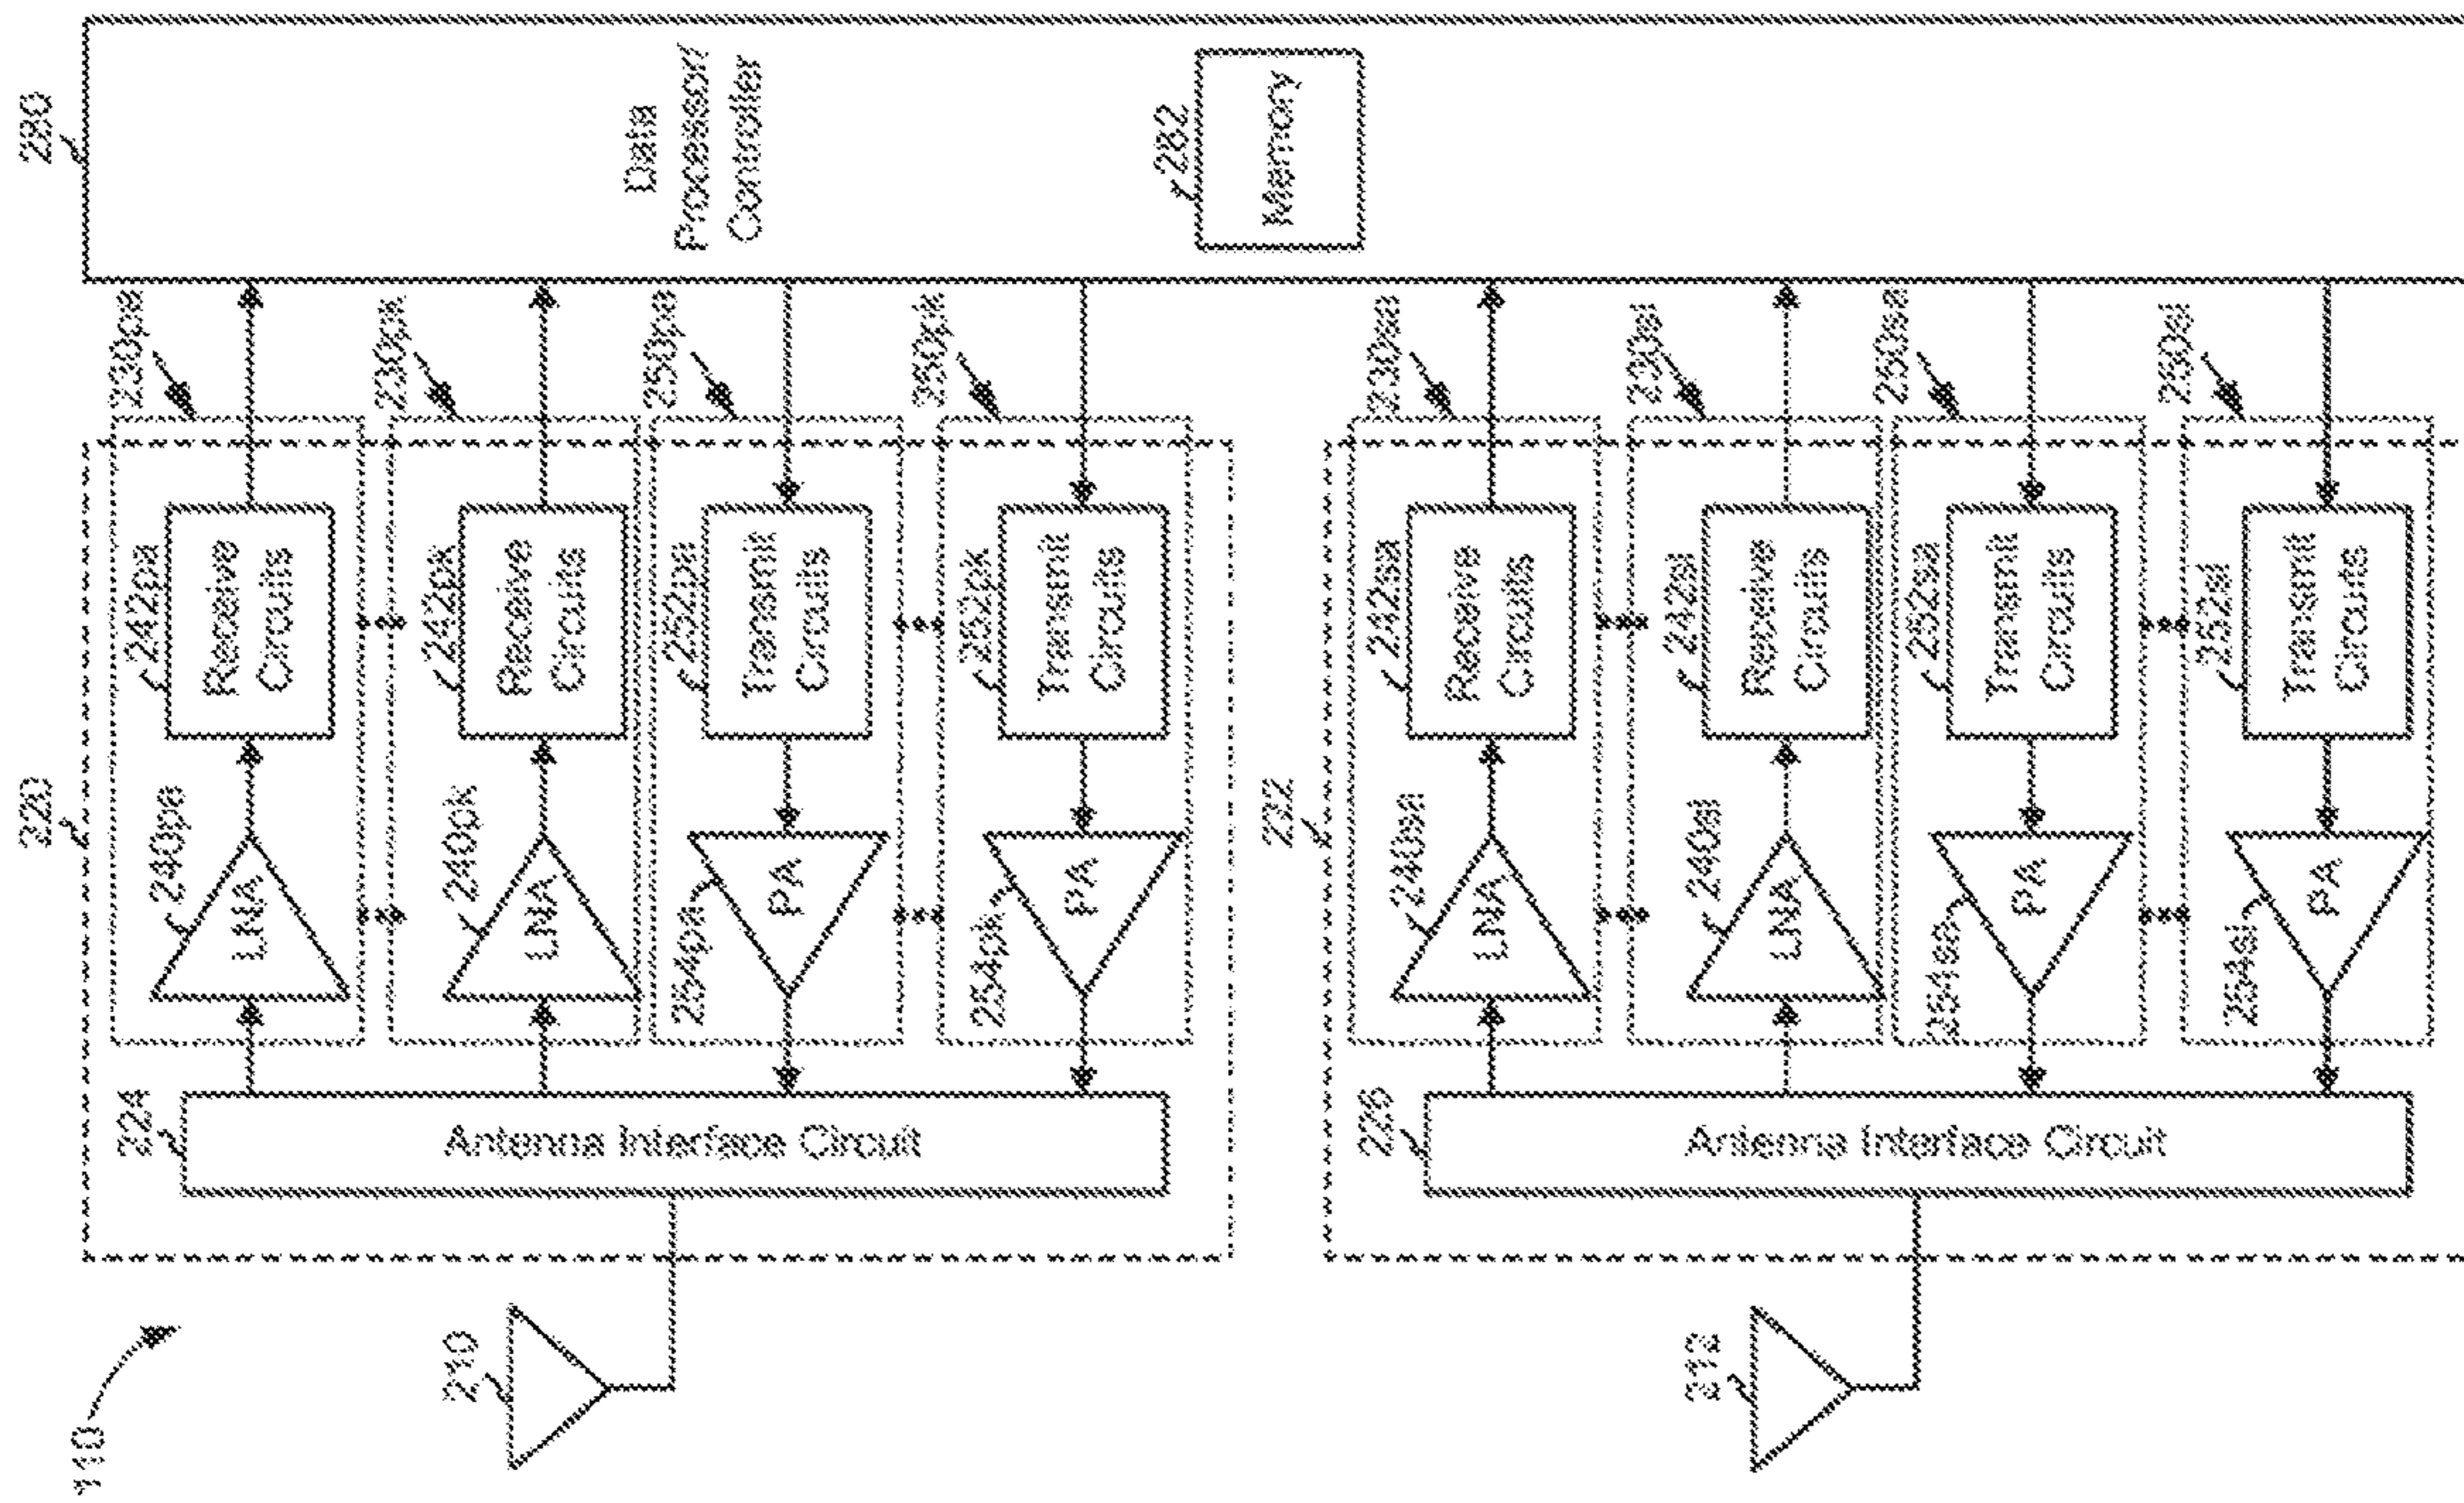 110
210
220
224
Antenna Interface Circuit
240pa
LNA
242pa
Receive
Circuits
230pa
240pk
LNA
242pk
Receive
Circuits
230pk
254pa
PA
252pa
Transmit
Circuits
250pa
254pk
PA
252pk
Transmit
Circuits
250pk
212
222
226
Antenna Interface Circuit
240sa
LNA
242sa
Receive
Circuits
230sa
240sl
LNA
242sl
Receive
Circuits
230sl
254sa
PA
252sa
Transmit
Circuits
250sa
254sl
PA
252sl
Transmit
Circuits
250sl
280
Data
Processor/
Controller
282
Memory